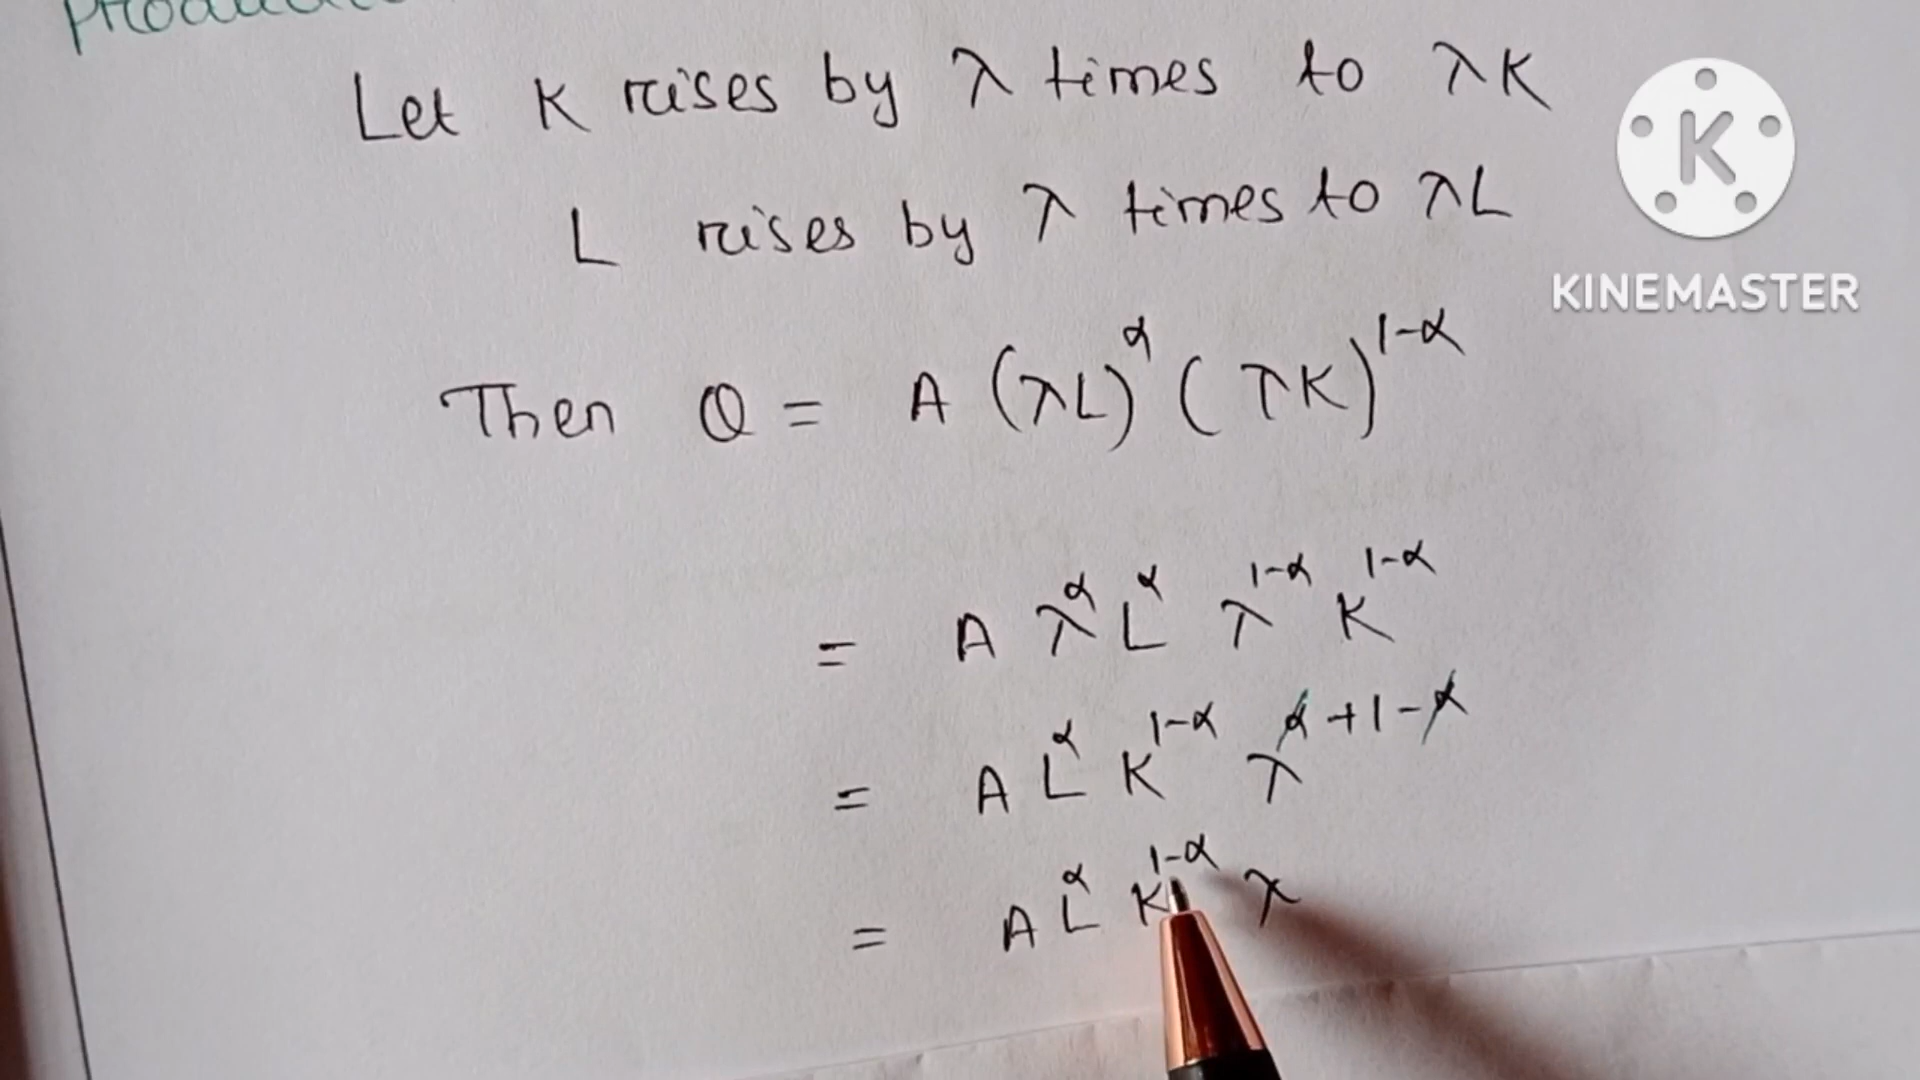 Let K rises by λ times to λK
L rises by λ times to λL
KINEMASTER
Then Q = A (λL)^α (λK)^1-α
= A λ^α L^α λ^1-α K^1-α
= A L^α K^1-α λ^α+1-α
= A L^α K^1-α λ